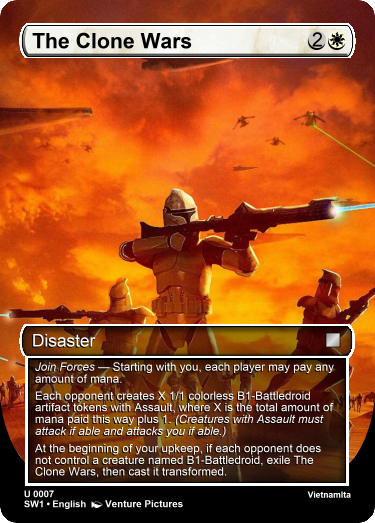 The Clone Wars 2
Disaster
Join Forces — Starting with you, each player may pay any
amount of mana.
Each opponent creates X 1/1 colorless B1-Battledroid
artifact tokens with Assault, where X is the total amount of
mana paid this way plus 1. (Creatures with Assault must
attack if able and attacks you if able.)
At the beginning of your upkeep, if each opponent does
not control a creature named B1-Battledroid, exile The
Clone Wars, then cast it transformed.
U 0007
SW1 • English Venture Pictures
Vietnamita